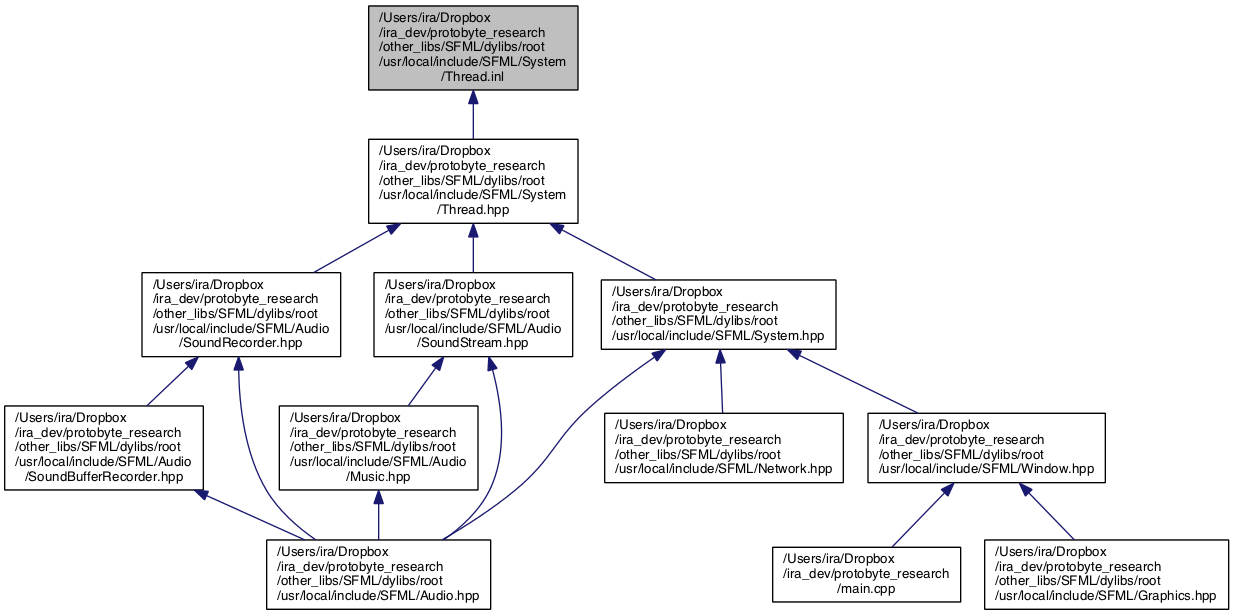 /Users/ira/Dropbox
/ira_dev/protobyte_research
/other_libs/SFML/dylibs/root
/usr/local/include/SFML/System
/Thread.inl
/Users/ira/Dropbox
/ira_dev/protobyte_research
/other_libs/SFML/dylibs/root
/usr/local/include/SFML/System
/Thread.hpp
/Users/ira/Dropbox
/ira_dev/protobyte_research
/other_libs/SFML/dylibs/root
/usr/local/include/SFML/Audio
/SoundRecorder.hpp
/Users/ira/Dropbox
/ira_dev/protobyte_research
/other_libs/SFML/dylibs/root
/usr/local/include/SFML/Audio
/SoundStream.hpp
/Users/ira/Dropbox
/ira_dev/protobyte_research
/other_libs/SFML/dylibs/root
/usr/local/include/SFML/System.hpp
/Users/ira/Dropbox
/ira_dev/protobyte_research
/other_libs/SFML/dylibs/root
/usr/local/include/SFML/Audio
/SoundBufferRecorder.hpp
/Users/ira/Dropbox
/ira_dev/protobyte_research
/other_libs/SFML/dylibs/root
/usr/local/include/SFML/Audio
/Music.hpp
/Users/ira/Dropbox
/ira_dev/protobyte_research
/other_libs/SFML/dylibs/root
/usr/local/include/SFML/Network.hpp
/Users/ira/Dropbox
/ira_dev/protobyte_research
/other_libs/SFML/dylibs/root
/usr/local/include/SFML/Window.hpp
/Users/ira/Dropbox
/ira_dev/protobyte_research
/other_libs/SFML/dylibs/root
/usr/local/include/SFML/Audio.hpp
/Users/ira/Dropbox
/ira_dev/protobyte_research
/main.cpp
/Users/ira/Dropbox
/ira_dev/protobyte_research
/other_libs/SFML/dylibs/root
/usr/local/include/SFML/Graphics.hpp